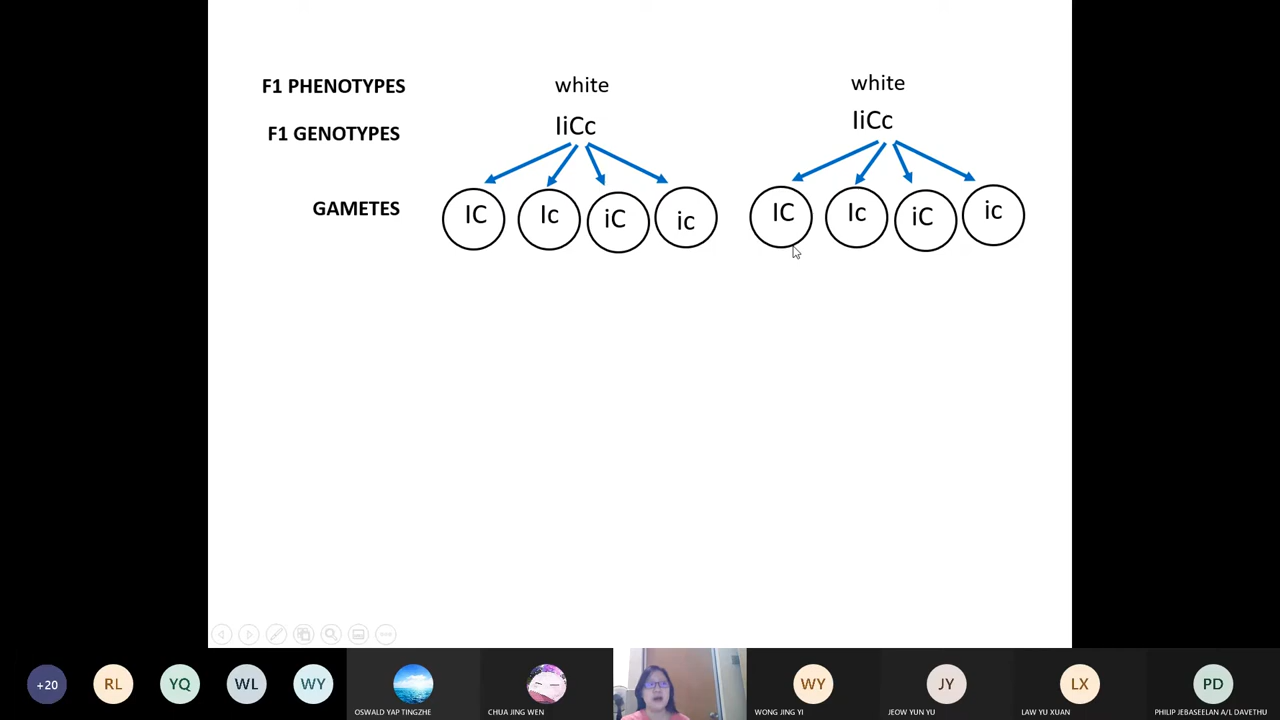 F1 PHENOTYPES white white
F1 GENOTYPES IiCc IiCc
GAMETES IC Ic iC ic IC Ic iC ic
+20 RL YQ WL WY WY JY LX PD
OSWALD YAP TINGZHE CHUA JING WEN WONG JING YI JEOW YUN YU LAW YU XUAN PHILIP JEBASEELAN A/L DAVETHU